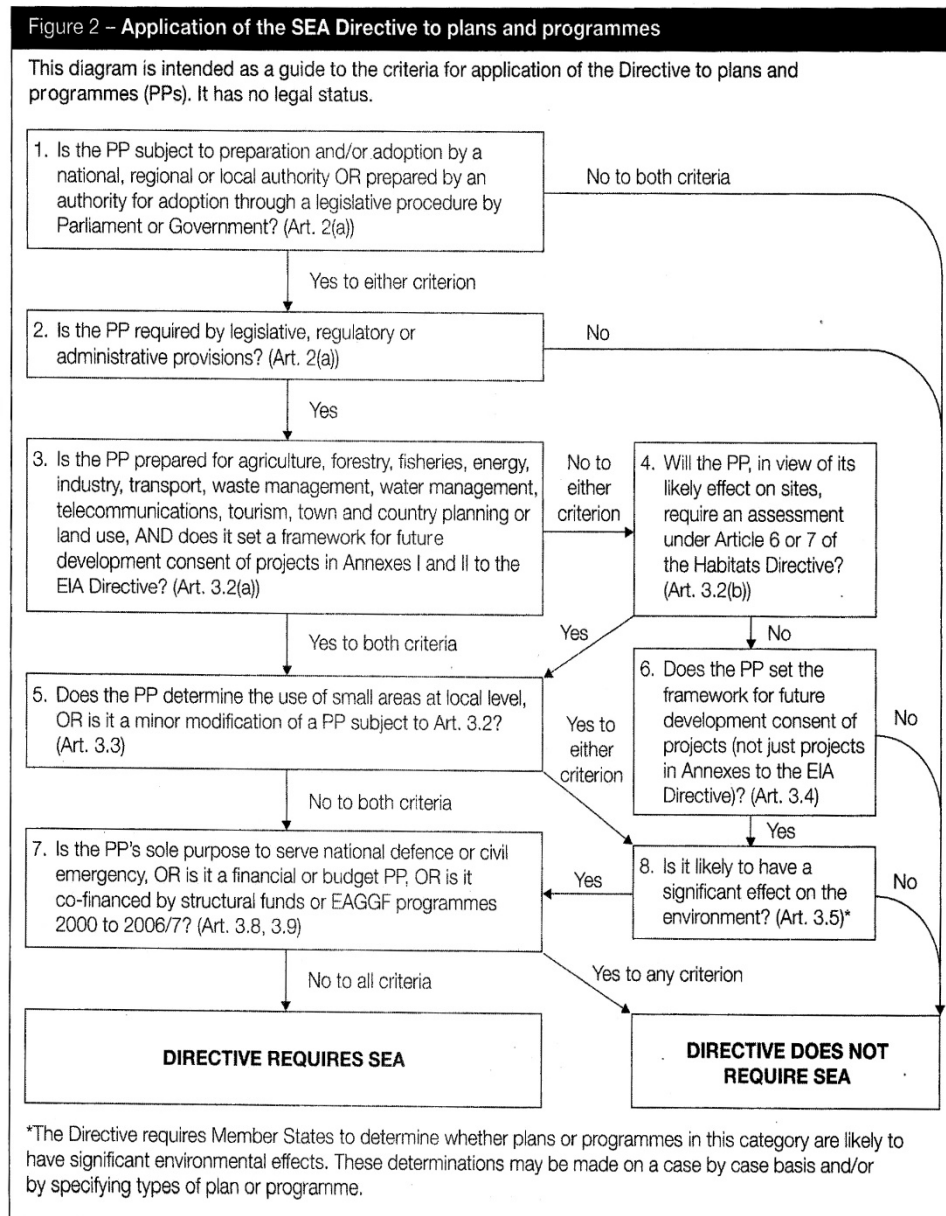 Figure 2 – Application of the SEA Directive to plans and programmes
This diagram is intended as a guide to the criteria for application of the Directive to plans and
programmes (PPs). It has no legal status.
1. Is the PP subject to preparation and/or adoption by a
national, regional or local authority OR prepared by an
authority for adoption through a legislative procedure by
Parliament or Government? (Art. 2(a))
No to both criteria
Yes to either criterion
2. Is the PP required by legislative, regulatory or
administrative provisions? (Art. 2(a))
No
Yes
3. Is the PP prepared for agriculture, forestry, fisheries, energy,
industry, transport, waste management, water management,
telecommunications, tourism, town and country planning or
land use, AND does it set a framework for future
development consent of projects in Annexes I and II to the
EIA Directive? (Art. 3.2(a))
No to
either
criterion
4. Will the PP, in view of its
likely effect on sites,
require an assessment
under Article 6 or 7 of
the Habitats Directive?
(Art. 3.2(b))
Yes to both criteria
Yes
No
5. Does the PP determine the use of small areas at local level,
OR is it a minor modification of a PP subject to Art. 3.2?
(Art. 3.3)
Yes to
either
criterion
6. Does the PP set the
framework for future
development consent of
projects (not just projects
in Annexes to the EIA
Directive)? (Art. 3.4)
No
No to both criteria
Yes
7. Is the PP's sole purpose to serve national defence or civil
emergency, OR is it a financial or budget PP, OR is it
co-financed by structural funds or EAGGF programmes
2000 to 2006/7? (Art. 3.8, 3.9)
Yes
8. Is it likely to have a
significant effect on the
environment? (Art. 3.5)*
No
No to all criteria
Yes to any criterion
DIRECTIVE REQUIRES SEA
DIRECTIVE DOES NOT
REQUIRE SEA
*The Directive requires Member States to determine whether plans or programmes in this category are likely to
have significant environmental effects. These determinations may be made on a case by case basis and/or
by specifying types of plan or programme.